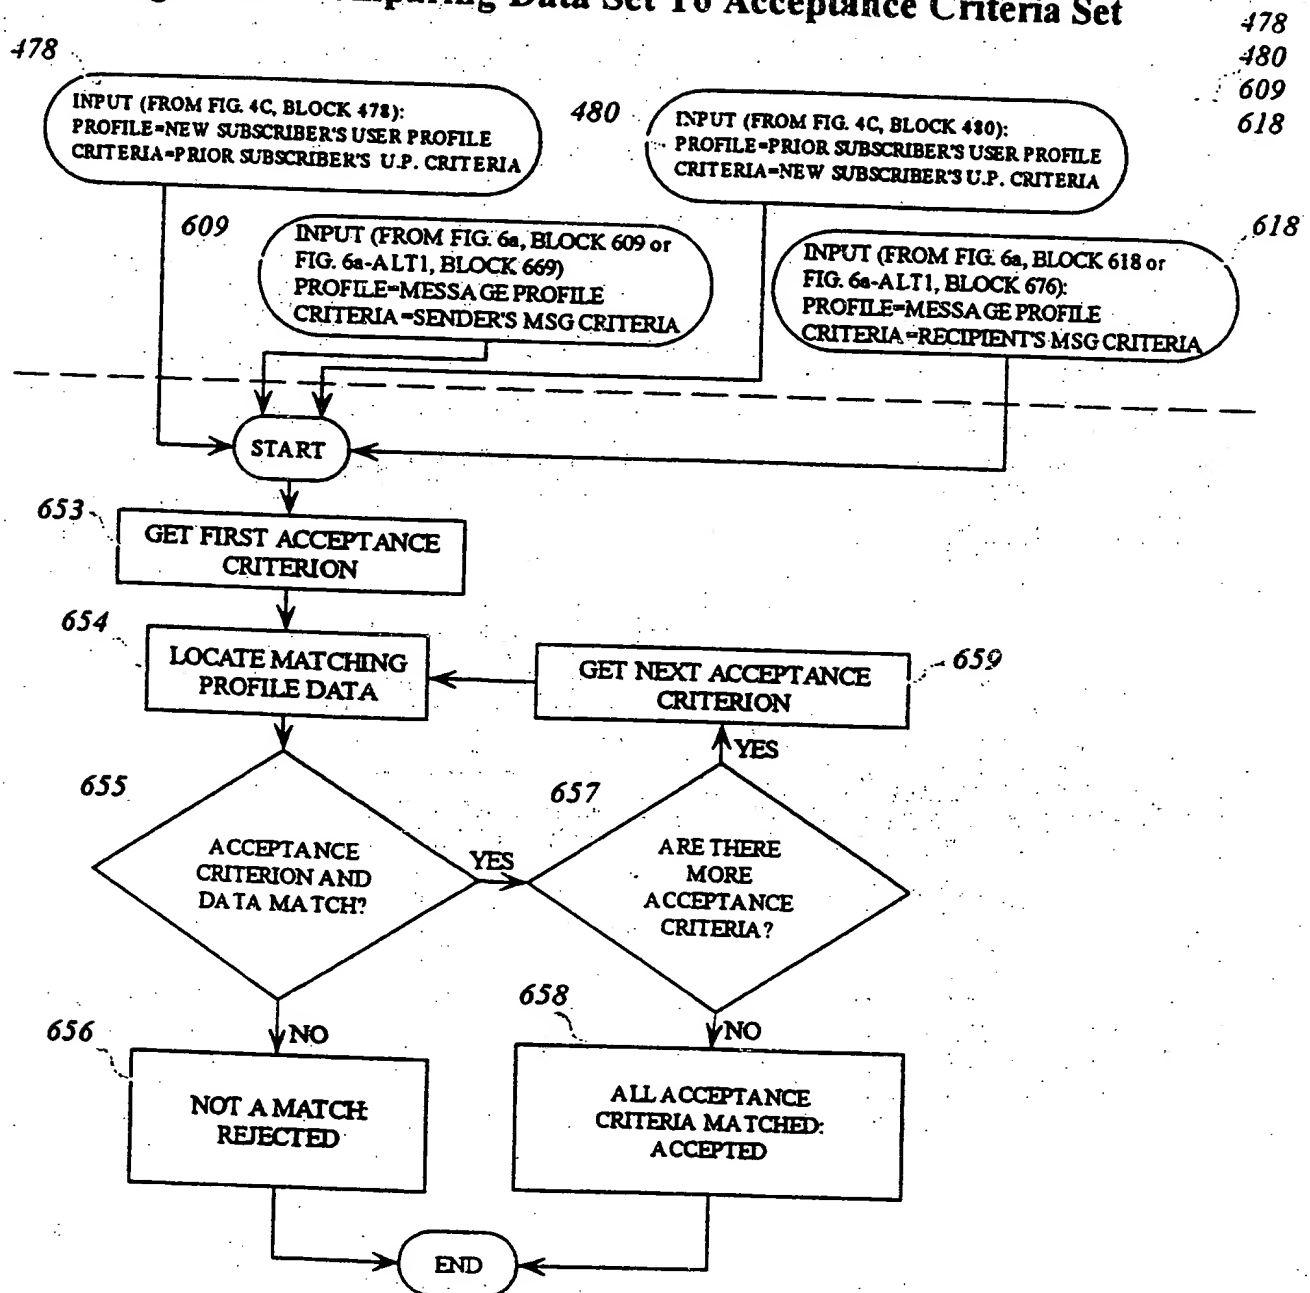 Data Set To Acceptance Criteria Set
478
480
609
618
478
INPUT (FROM FIG. 4C, BLOCK 478):
PROFILE=NEW SUBSCRIBER'S USER PROFILE
CRITERIA=PRIOR SUBSCRIBER'S U.P. CRITERIA
480
INPUT (FROM FIG. 4C, BLOCK 480):
PROFILE=PRIOR SUBSCRIBER'S USER PROFILE
CRITERIA=NEW SUBSCRIBER'S U.P. CRITERIA
609
INPUT (FROM FIG. 6a, BLOCK 609 or
FIG. 6a-ALT1, BLOCK 669)
PROFILE=MESSAGE PROFILE
CRITERIA=SENDER'S MSG CRITERIA
618
INPUT (FROM FIG. 6a, BLOCK 618 or
FIG. 6a-ALT1, BLOCK 676):
PROFILE=MESSAGE PROFILE
CRITERIA=RECIPIENT'S MSG CRITERIA
START
653
GET FIRST ACCEPTANCE
CRITERION
654
LOCATE MATCHING
PROFILE DATA
GET NEXT ACCEPTANCE
CRITERION
659
YES
655
ACCEPTANCE
CRITERION AND
DATA MATCH?
YES
657
ARE THERE
MORE
ACCEPTANCE
CRITERIA?
656
NO
NOT A MATCH:
REJECTED
658
NO
ALL ACCEPTANCE
CRITERIA MATCHED:
ACCEPTED
END